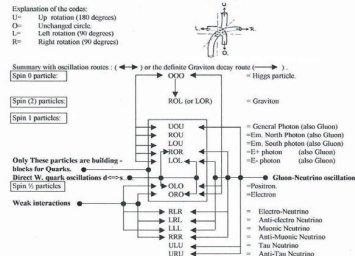 Explanation of the codes:
U= Up rotation (180 degrees)
O= Unchanged circle.
L= Left rotation (90 degrees)
R= Right rotation (90 degrees)
U
L R
O
Summary with oscillation routes : ( ) or the definite Graviton decay route ( ) .
Spin 0 particle: OOO = Higgs particle.
ROL (or LOR) = Graviton
Spin (2) particles:
Spin 1 particles:
UOU = General Photon (also Gluon)
ROU =Em. North Photon (also Gluon)
LOU =Em. South photon (also Gluon)
ROR =E+ photon (also Gluon)
Only These particles are building - LOL =E- photon (also Gluon)
blocks for Quarks.
Direct W. quark oscillations d<=>s Gluon-Neutrino oscillation
OLO =Positron.
Spin ½ particles ORO =Electron
Weak interactions RLR = Electro-Neutrino
LRL = Anti-electro Neutrino
LLL = Muonic Neutrino
RRR = Anti-Muonic Neutrino
ULU = Tau Neutrino
URU = Anti-Tau Neutrino